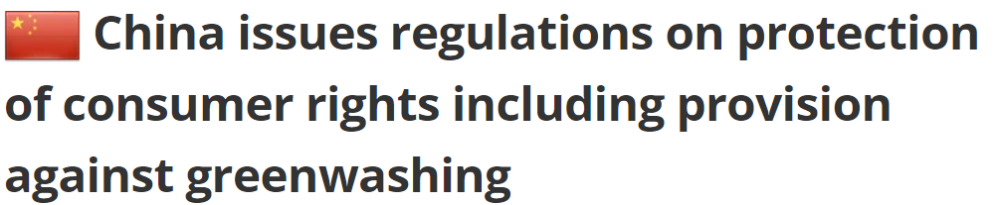 China issues regulations on protection
of consumer rights including provision
against greenwashing